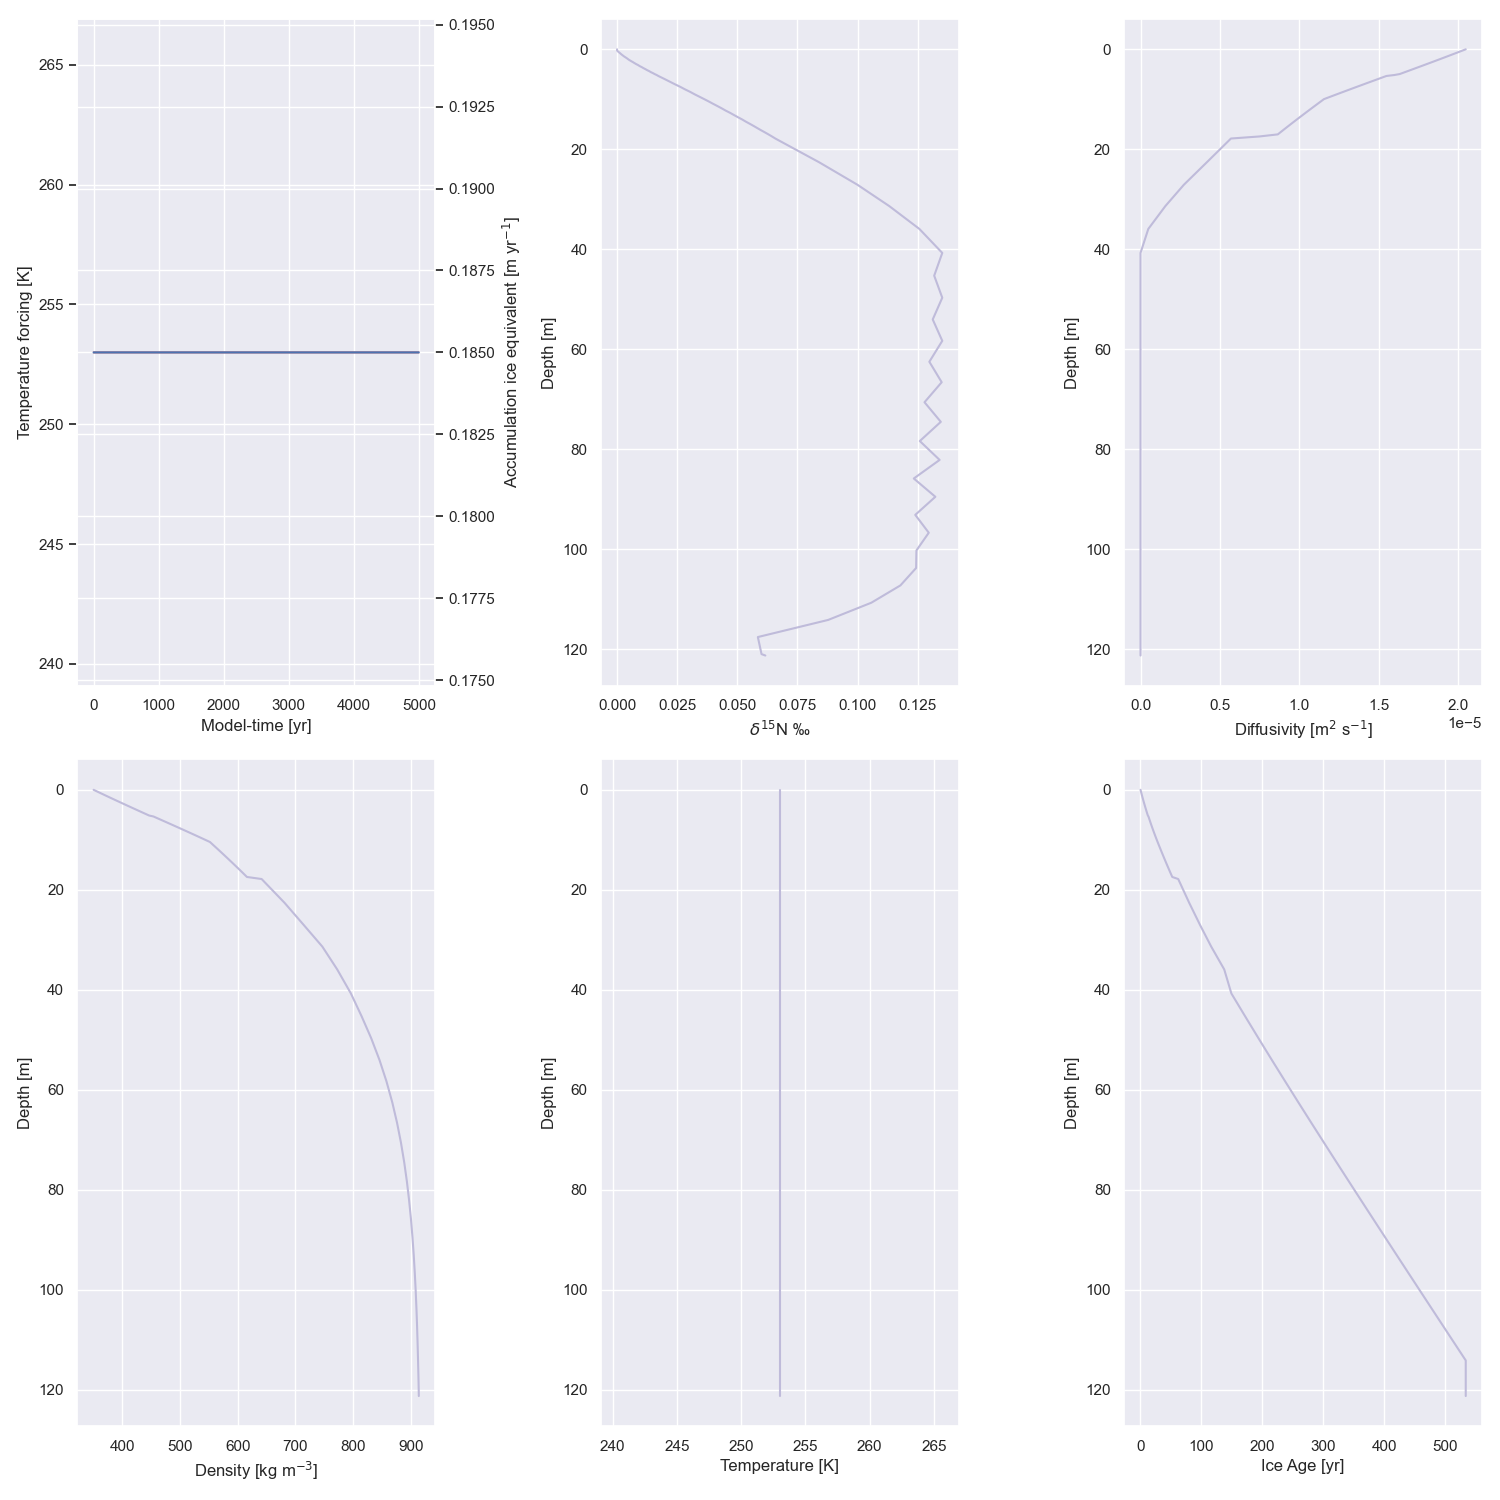 265
260
255
250
245
240
Temperature forcing [K]
0 1000 2000 3000 4000 5000
Model-time [yr]
0.1950
0.1925
0.1900
0.1875
0.1850
0.1825
0.1800
0.1775
0.1750
Accumulation ice equivalent [m yr⁻¹]
0
20
40
60
80
100
120
Depth [m]
0.000 0.025 0.050 0.075 0.100 0.125
δ¹⁵N ‰
0
20
40
60
80
100
120
Depth [m]
0.0 0.5 1.0 1.5 2.0
1e−5
Diffusivity [m² s⁻¹]
0
20
40
60
80
100
120
Depth [m]
400 500 600 700 800 900
Density [kg m⁻³]
0
20
40
60
80
100
120
Depth [m]
240 245 250 255 260 265
Temperature [K]
0
20
40
60
80
100
120
Depth [m]
0 100 200 300 400 500
Ice Age [yr]